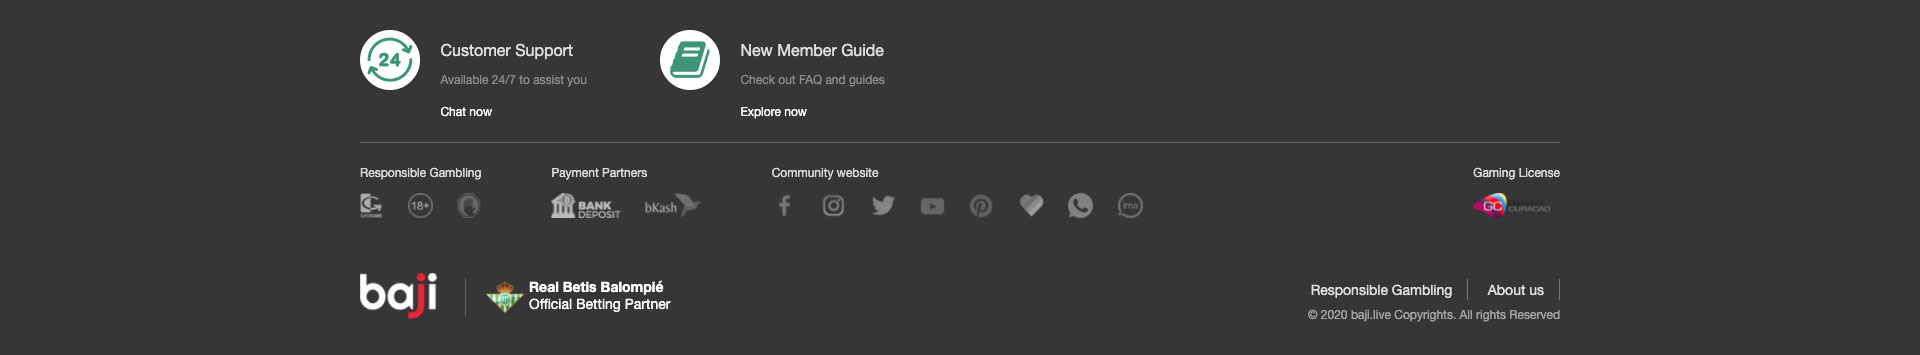 24
Customer Support
Available 24/7 to assist you
Chat now
New Member Guide
Check out FAQ and guides
Explore now
Responsible Gambling
G
18+
Payment Partners
BANK
DEPOSIT
bKash
Community website
imo
Gaming License
GC
CURACAO
baji
Real Betis Balompié
Official Betting Partner
Responsible Gambling
About us
© 2020 baji.live Copyrights. All rights Reserved